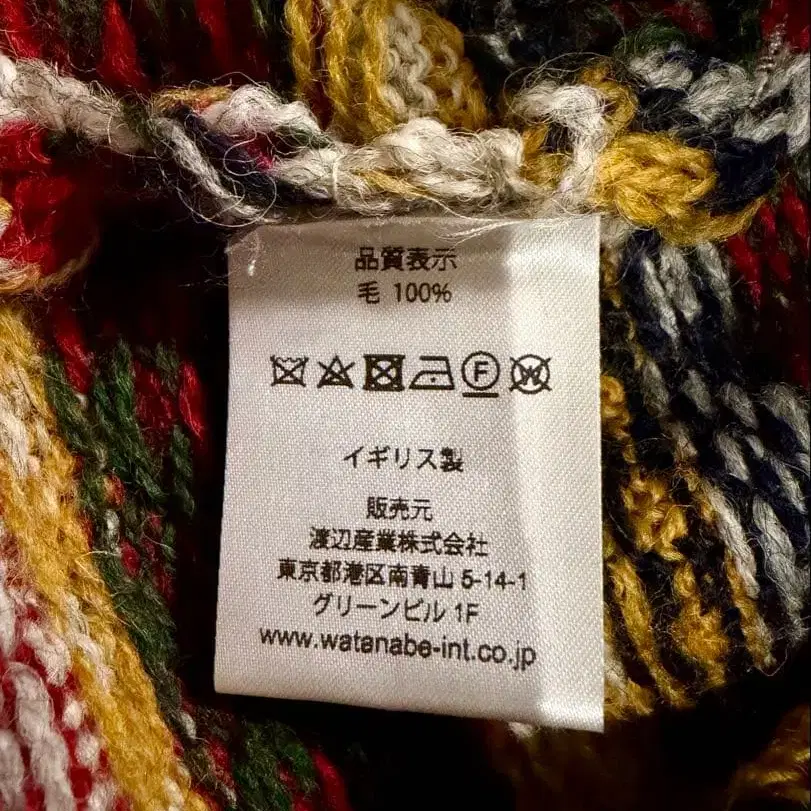 品質表示
毛 100%
F W
イギリス製
販売元
渡辺産業株式会社
東京都港区南青山 5-14-1
グリーンビル 1F
www.watanabe-int.co.jp